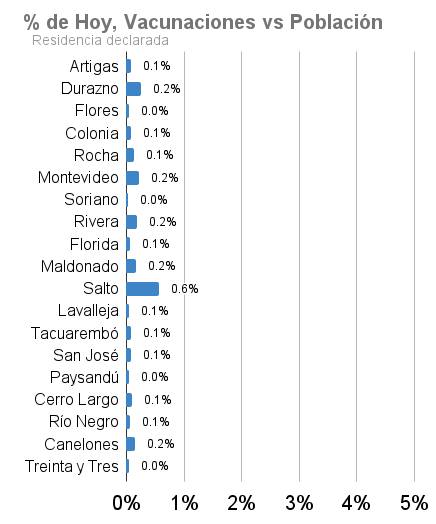 % de Hoy, Vacunaciones vs Población
Residencia declarada
Artigas 0.1%
Durazno 0.2%
Flores 0.0%
Colonia 0.1%
Rocha 0.1%
Montevideo 0.2%
Soriano 0.0%
Rivera 0.2%
Florida 0.1%
Maldonado 0.2%
Salto 0.6%
Lavalleja 0.1%
Tacuarembó 0.1%
San José 0.1%
Paysandú 0.0%
Cerro Largo 0.1%
Río Negro 0.1%
Canelones 0.2%
Treinta y Tres 0.0%
0% 1% 2% 3% 4% 5%